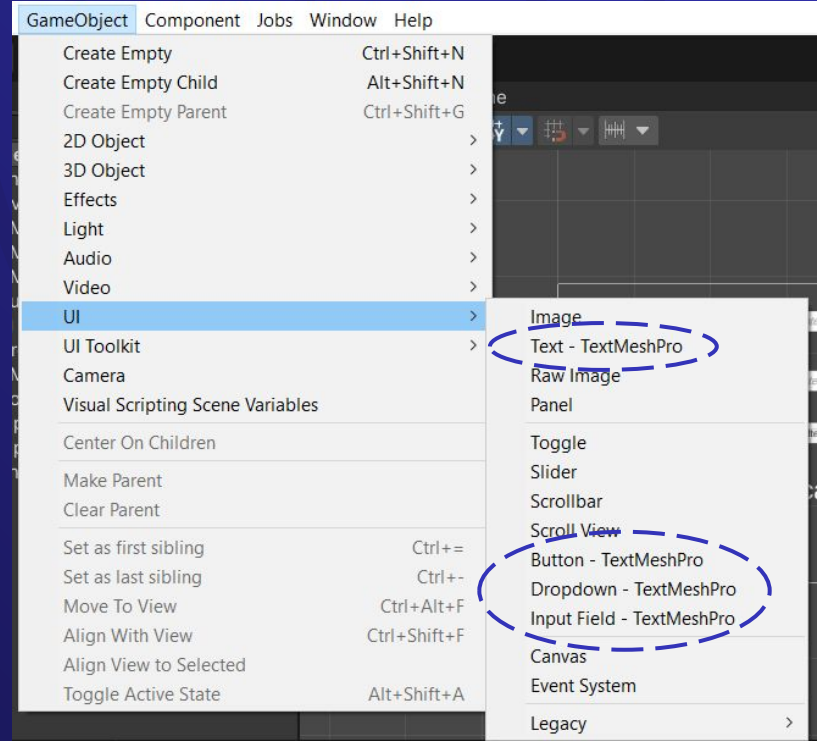 GameObject Component Jobs Window Help
Create Empty Ctrl+Shift+N
Create Empty Child Alt+Shift+N
Create Empty Parent Ctrl+Shift+G
2D Object >
3D Object >
Effects >
Light >
Audio >
Video >
UI >
UI Toolkit >
Camera
Visual Scripting Scene Variables
Center On Children
Make Parent
Clear Parent
Set as first sibling Ctrl+=
Set as last sibling Ctrl+-
Move To View Ctrl+Alt+F
Align With View Ctrl+Shift+F
Align View to Selected
Toggle Active State Alt+Shift+A
Image
Text - TextMeshPro
Raw Image
Panel
Toggle
Slider
Scrollbar
Scroll View
Button - TextMeshPro
Dropdown - TextMeshPro
Input Field - TextMeshPro
Canvas
Event System
Legacy >